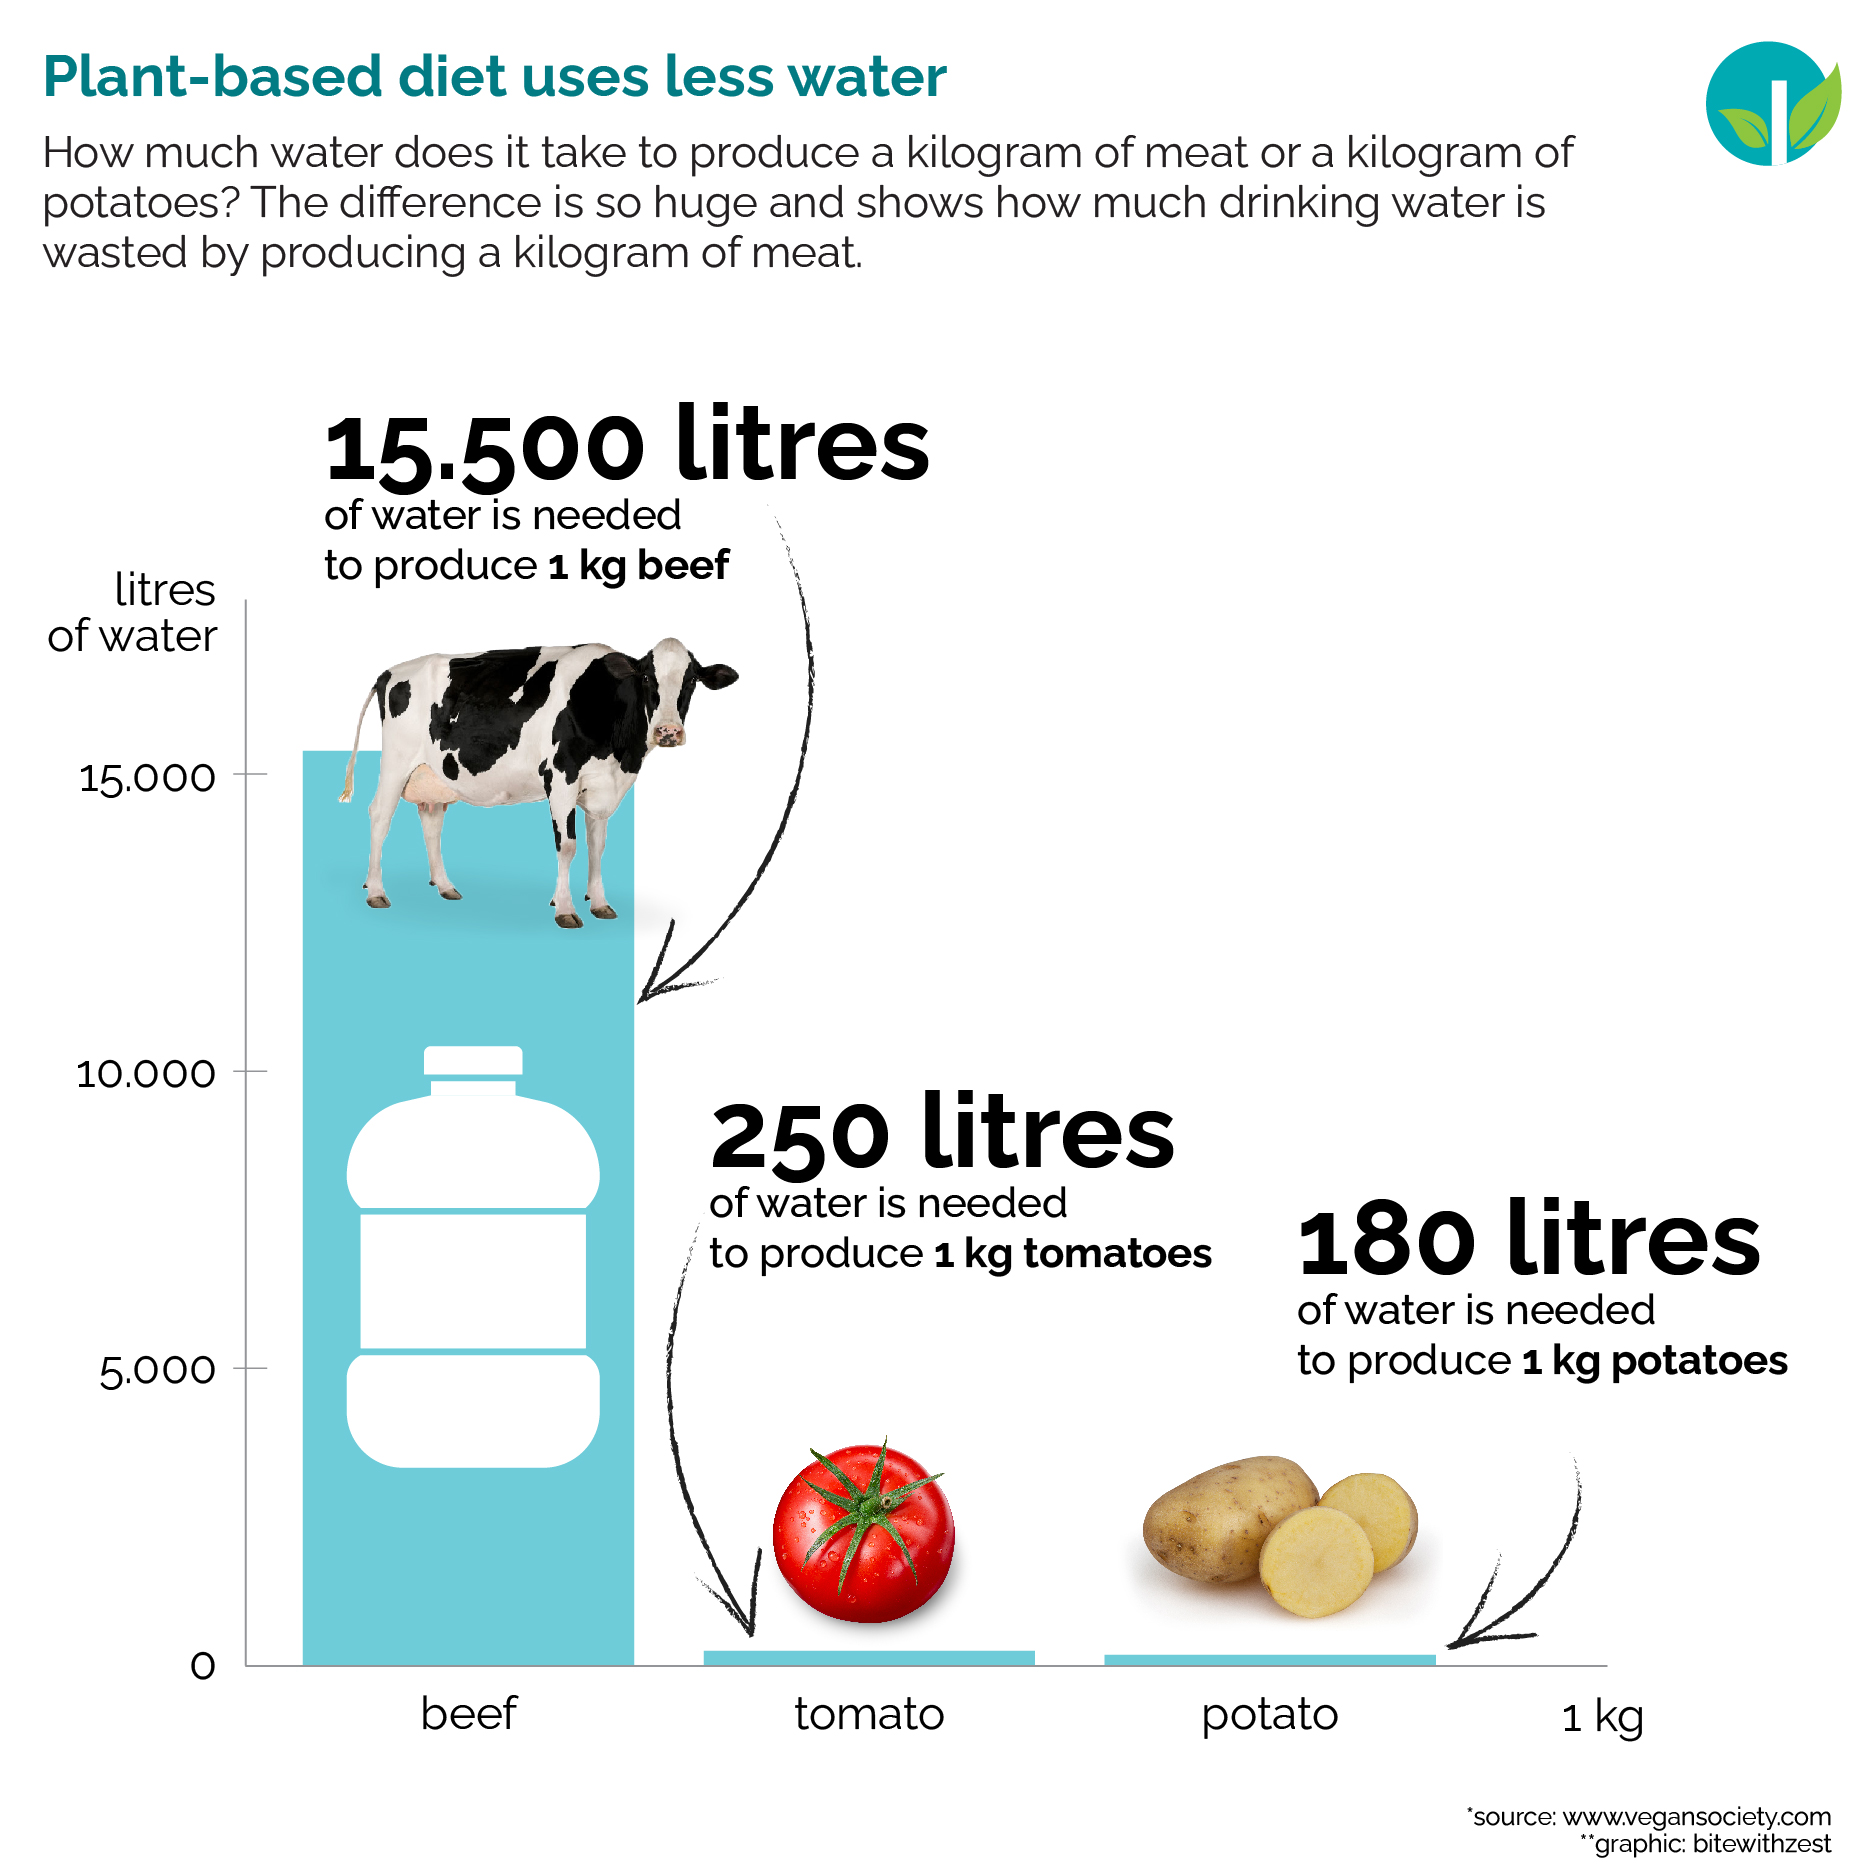 Plant-based diet uses less water
How much water does it take to produce a kilogram of meat or a kilogram of
potatoes? The difference is so huge and shows how much drinking water is
wasted by producing a kilogram of meat.
15.500 litres
of water is needed
to produce 1 kg beef
litres
of water
15.000
10.000
5.000
0
250 litres
of water is needed
to produce 1 kg tomatoes
180 litres
of water is needed
to produce 1 kg potatoes
beef
tomato
potato
1 kg
*source: www.vegansociety.com
**graphic: bitewithzest